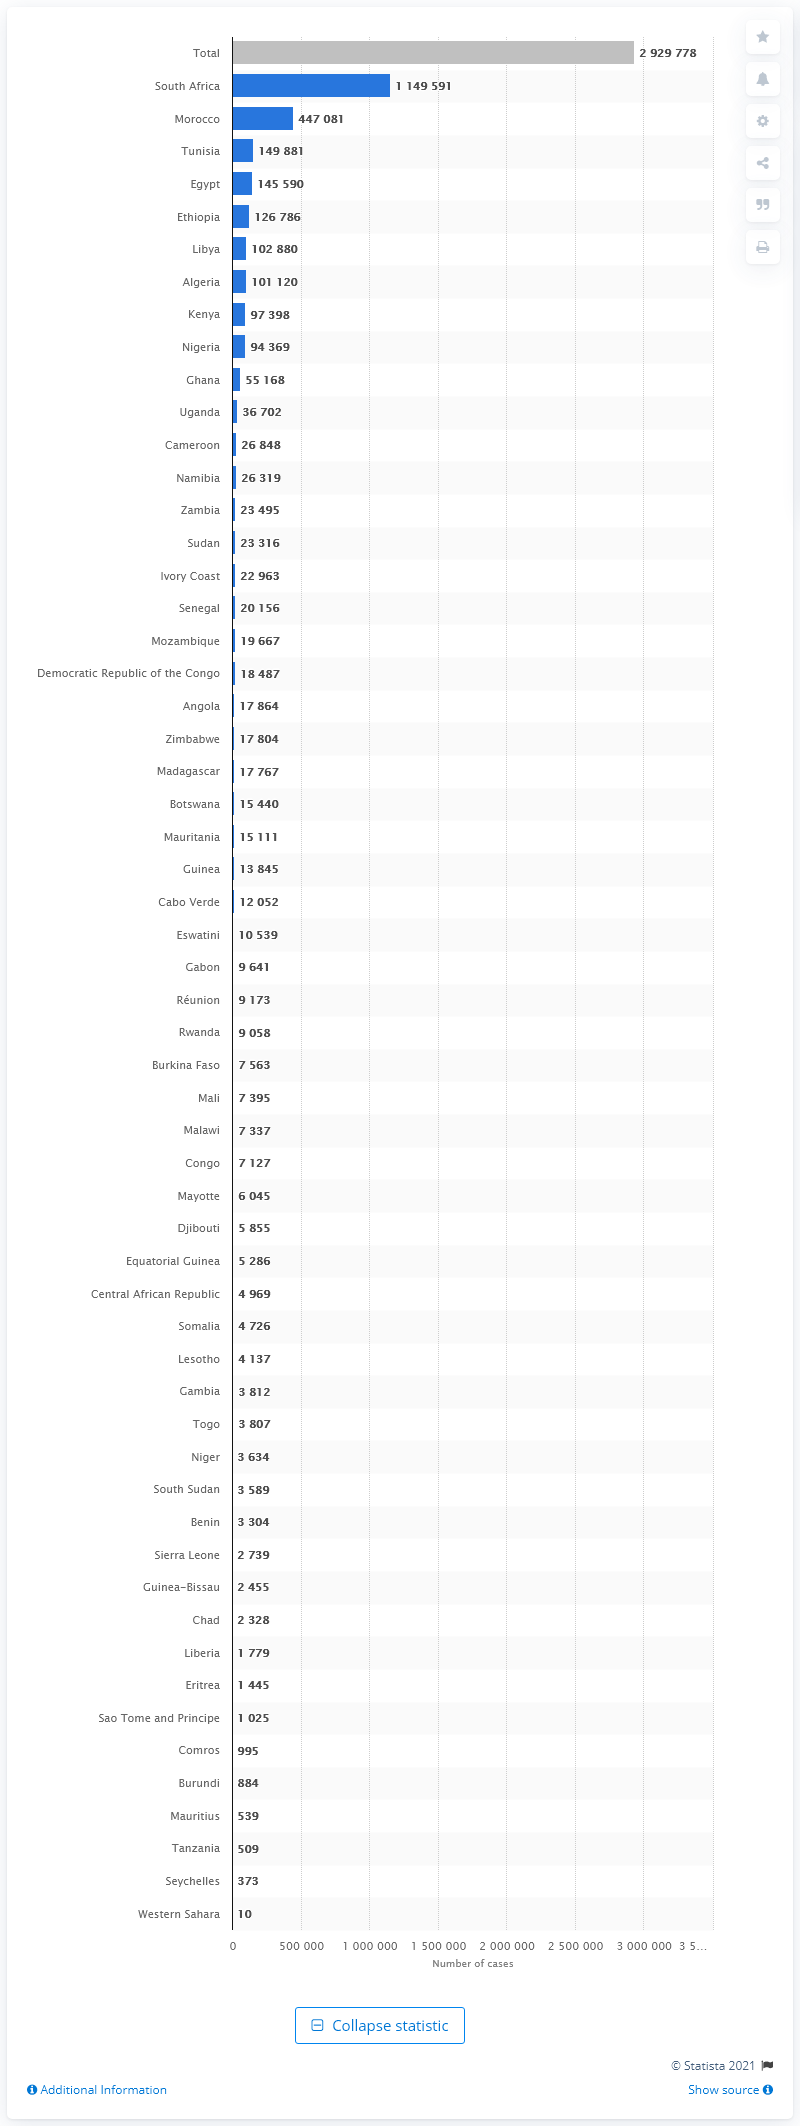 Total 2 929 778
South Africa 1 149 591
Morocco 447 081
Tunisia 149 881
Egypt 145 590
Ethiopia 126 786
Libya 102 880
Algeria 101 120
Kenya 97 398
Nigeria 94 369
Ghana 55 168
Uganda 36 702
Cameroon 26 848
Namibia 26 319
Zambia 23 495
Sudan 23 316
Ivory Coast 22 963
Senegal 20 156
Mozambique 19 667
Democratic Republic of the Congo 18 487
Angola 17 864
Zimbabwe 17 804
Madagascar 17 767
Botswana 15 440
Mauritania 15 111
Guinea 13 845
Cabo Verde 12 052
Eswatini 10 539
Gabon 9 641
Réunion 9 173
Rwanda 9 058
Burkina Faso 7 563
Mali 7 395
Malawi 7 337
Congo 7 127
Mayotte 6 045
Djibouti 5 855
Equatorial Guinea 5 286
Central African Republic 4 969
Somalia 4 726
Lesotho 4 137
Gambia 3 812
Togo 3 807
Niger 3 634
South Sudan 3 589
Benin 3 304
Sierra Leone 2 739
Guinea-Bissau 2 455
Chad 2 328
Liberia 1 779
Eritrea 1 445
Sao Tome and Principe 1 025
Comros 995
Burundi 884
Mauritius 539
Tanzania 509
Seychelles 373
Western Sahara 10
0 500 000 1 000 000 1 500 000 2 000 000 2 500 000 3 000 000 3 5...
Number of cases
Collapse statistic
© Statista 2021
Additional Information Show source